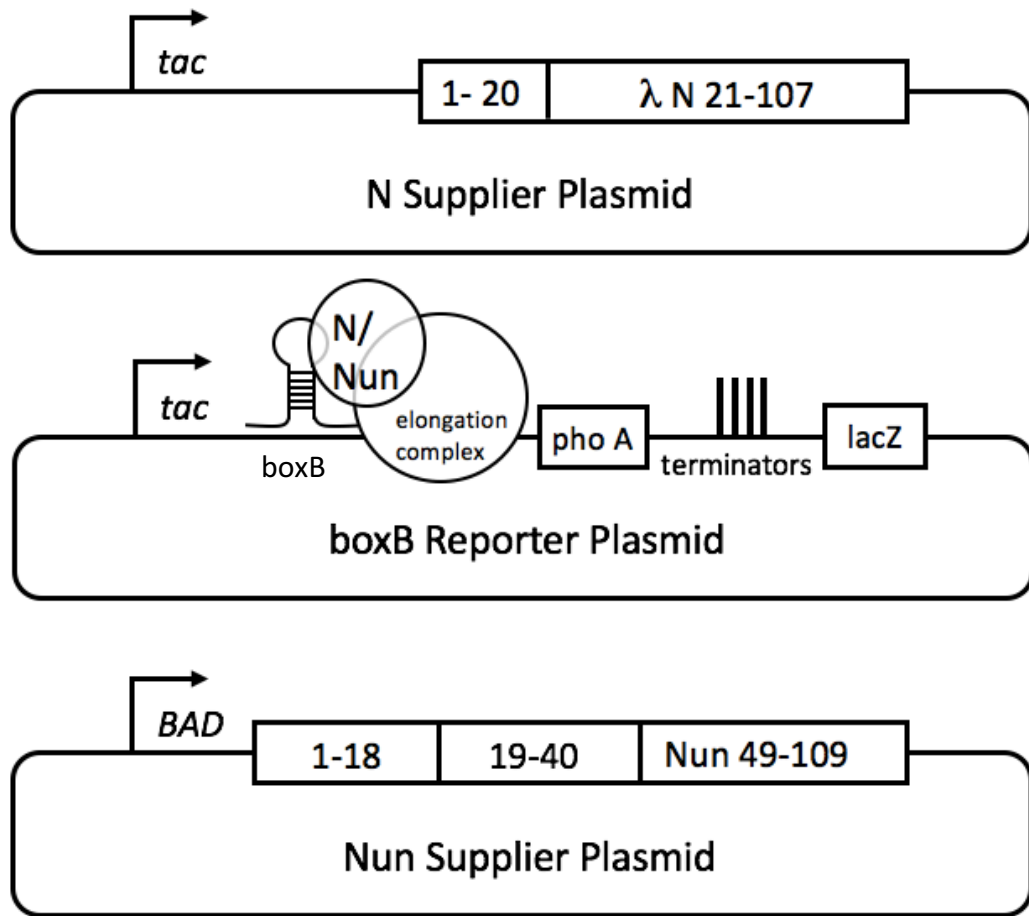 tac
1- 20
λ N 21-107
N Supplier Plasmid
N/
Nun
tac
elongation
complex
boxB
pho A
terminators
lacZ
boxB Reporter Plasmid
BAD
1-18
19-40
Nun 49-109
Nun Supplier Plasmid